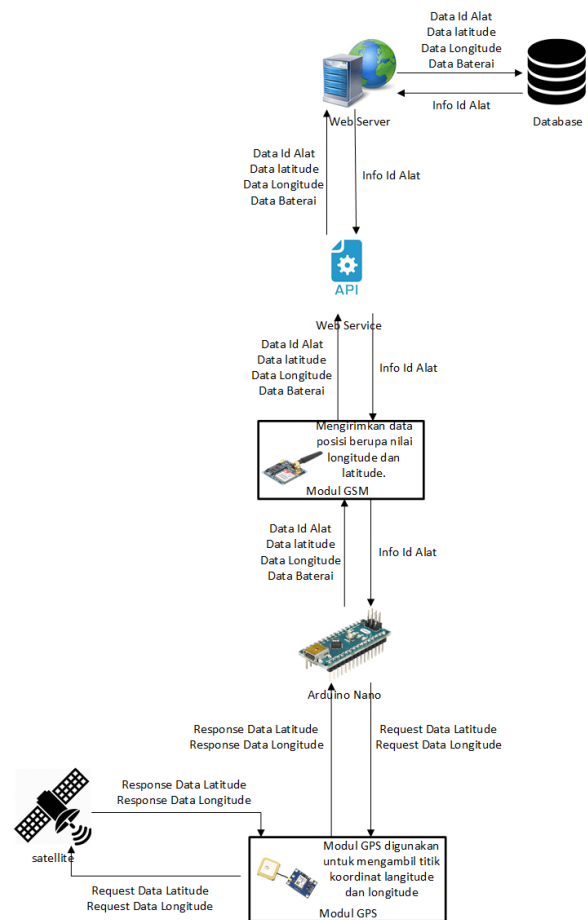 Data Id Alat
Data latitude
Data Longitude
Data Baterai
Info Id Alat
Web Server
Database
Data Id Alat
Data latitude
Data Longitude
Data Baterai
Info Id Alat
API
Web Service
Data Id Alat
Data latitude
Data Longitude
Data Baterai
Info Id Alat
Mengirimkan data
posisi berupa nilai
longitude dan
latitude.
Modul GSM
Data Id Alat
Data latitude
Data Longitude
Data Baterai
Info Id Alat
Arduino Nano
Response Data Latitude
Response Data Longitude
Request Data Latitude
Request Data Longitude
Response Data Latitude
Response Data Longitude
satellite
Request Data Latitude
Request Data Longitude
Modul GPS digunakan
untuk mengambil titik
koordinat langitude
dan longitude
Modul GPS